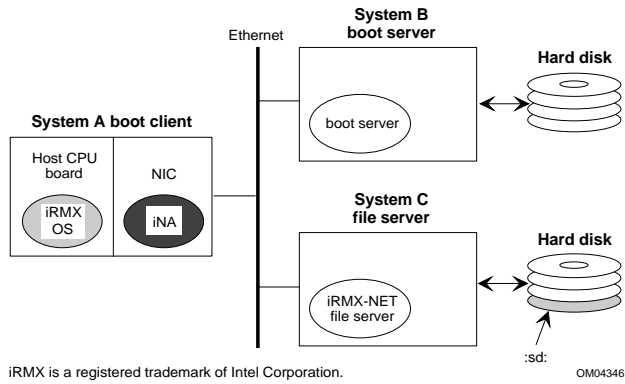 System B
boot server
Ethernet
Hard disk
boot server
System A boot client
Host CPU
board
NIC
iRMX
OS
iNA
System C
file server
Hard disk
iRMX-NET
file server
:sd:
iRMX is a registered trademark of Intel Corporation.
OM04346